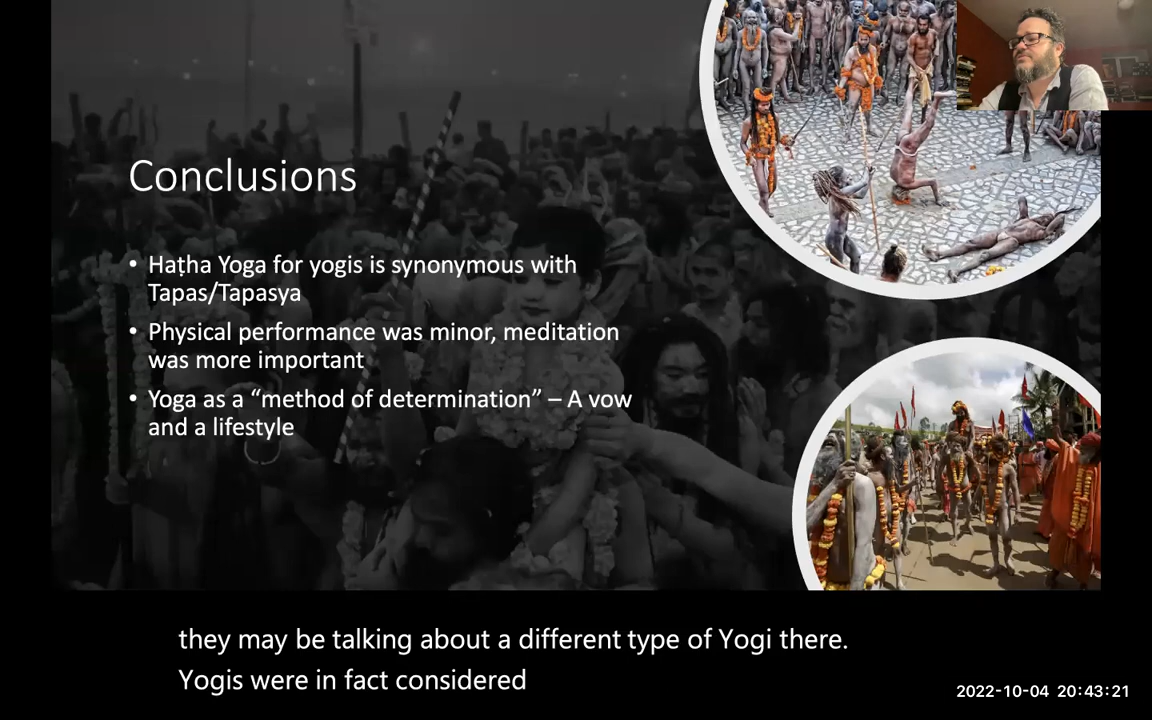 Conclusions
• Haṭha Yoga for yogis is synonymous with
Tapas/Tapasya
• Physical performance was minor, meditation
was more important
• Yoga as a “method of determination” – A vow
and a lifestyle
they may be talking about a different type of Yogi there.
Yogis were in fact considered
2022-10-04 20:43:21